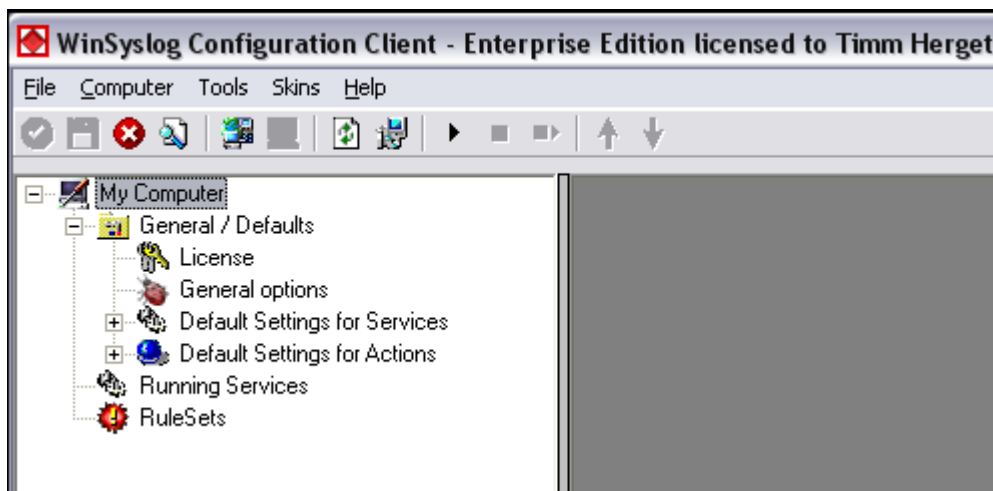 WinSyslog Configuration Client - Enterprise Edition licensed to Timm Herget
File Computer Tools Skins Help
My Computer
General / Defaults
License
General options
Default Settings for Services
Default Settings for Actions
Running Services
RuleSets